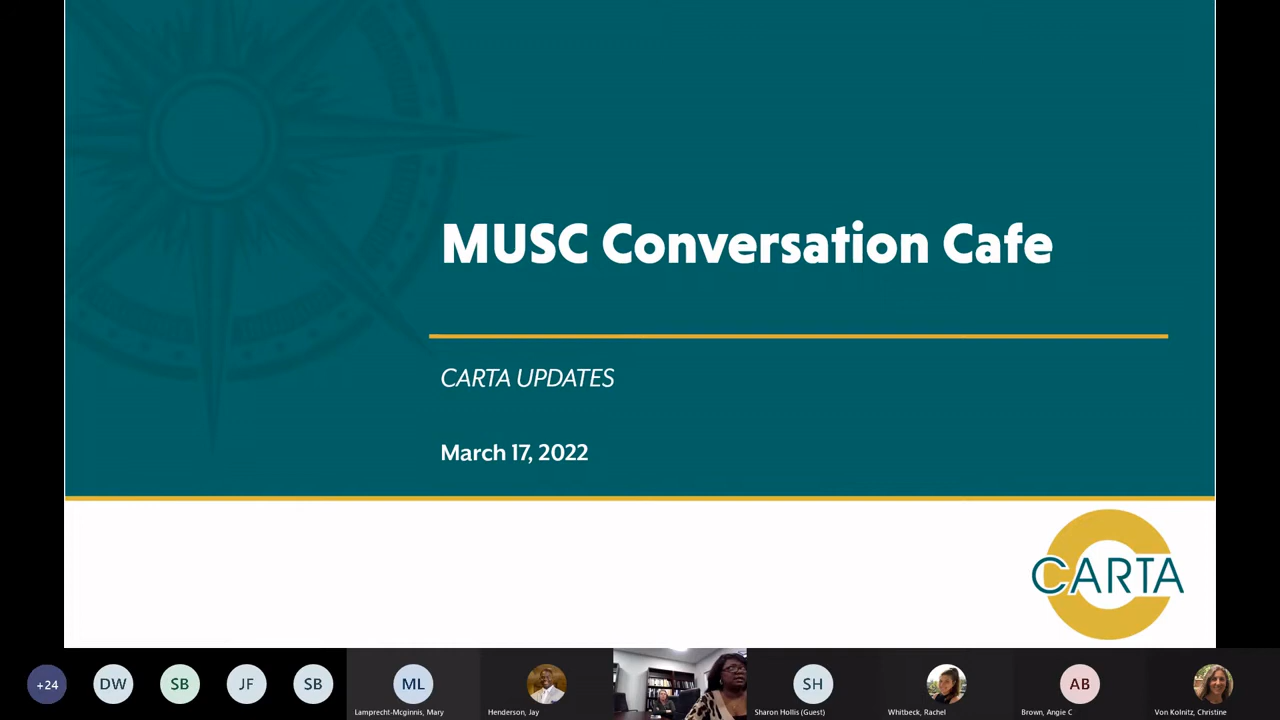 MUSC Conversation Cafe
CARTA UPDATES
March 17, 2022
CARTA
+24
DW
SB
JF
SB
ML
SH
AB
Lamprecht-Mcginnis, Mary
Henderson, Jay
Sharon Hollis (Guest)
Whitbeck, Rachel
Brown, Angie C
Von Kolnitz, Christine